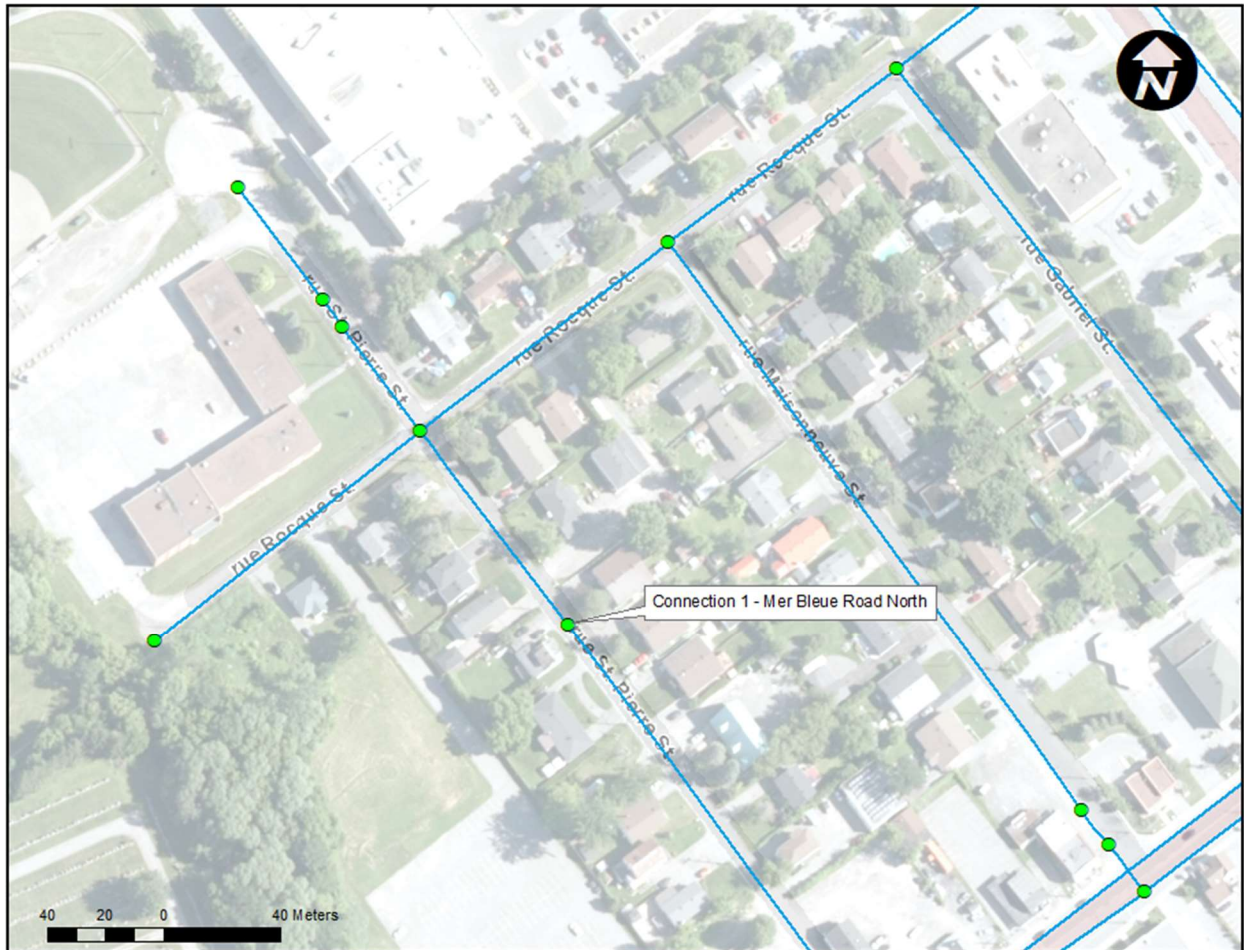 N
rue Rocque St.
rue Gabriel St.
rue St. Pierre St.
rue Rocque St.
rue Maisonneuve St.
rue Rocque St.
Connection 1 - Mer Bleue Road North
rue St. Pierre St.
40 20 0 40 Meters